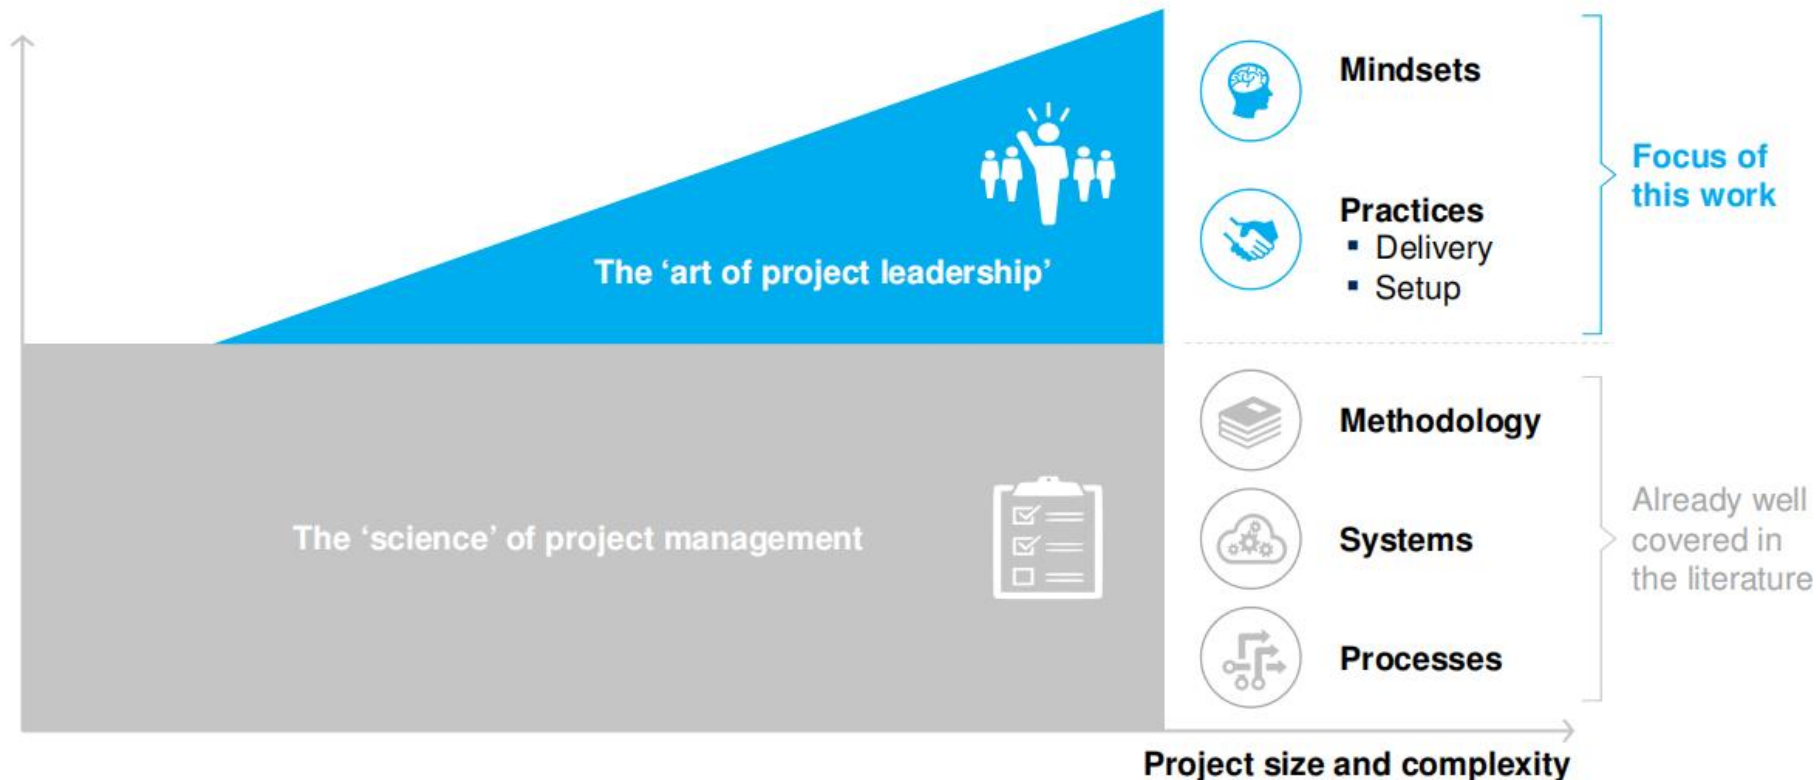 Mindsets
Focus of
this work
Practices
▪ Delivery
▪ Setup
The ‘art of project leadership’
Methodology
Already well
covered in
the literature
The ‘science’ of project management
Systems
Processes
Project size and complexity